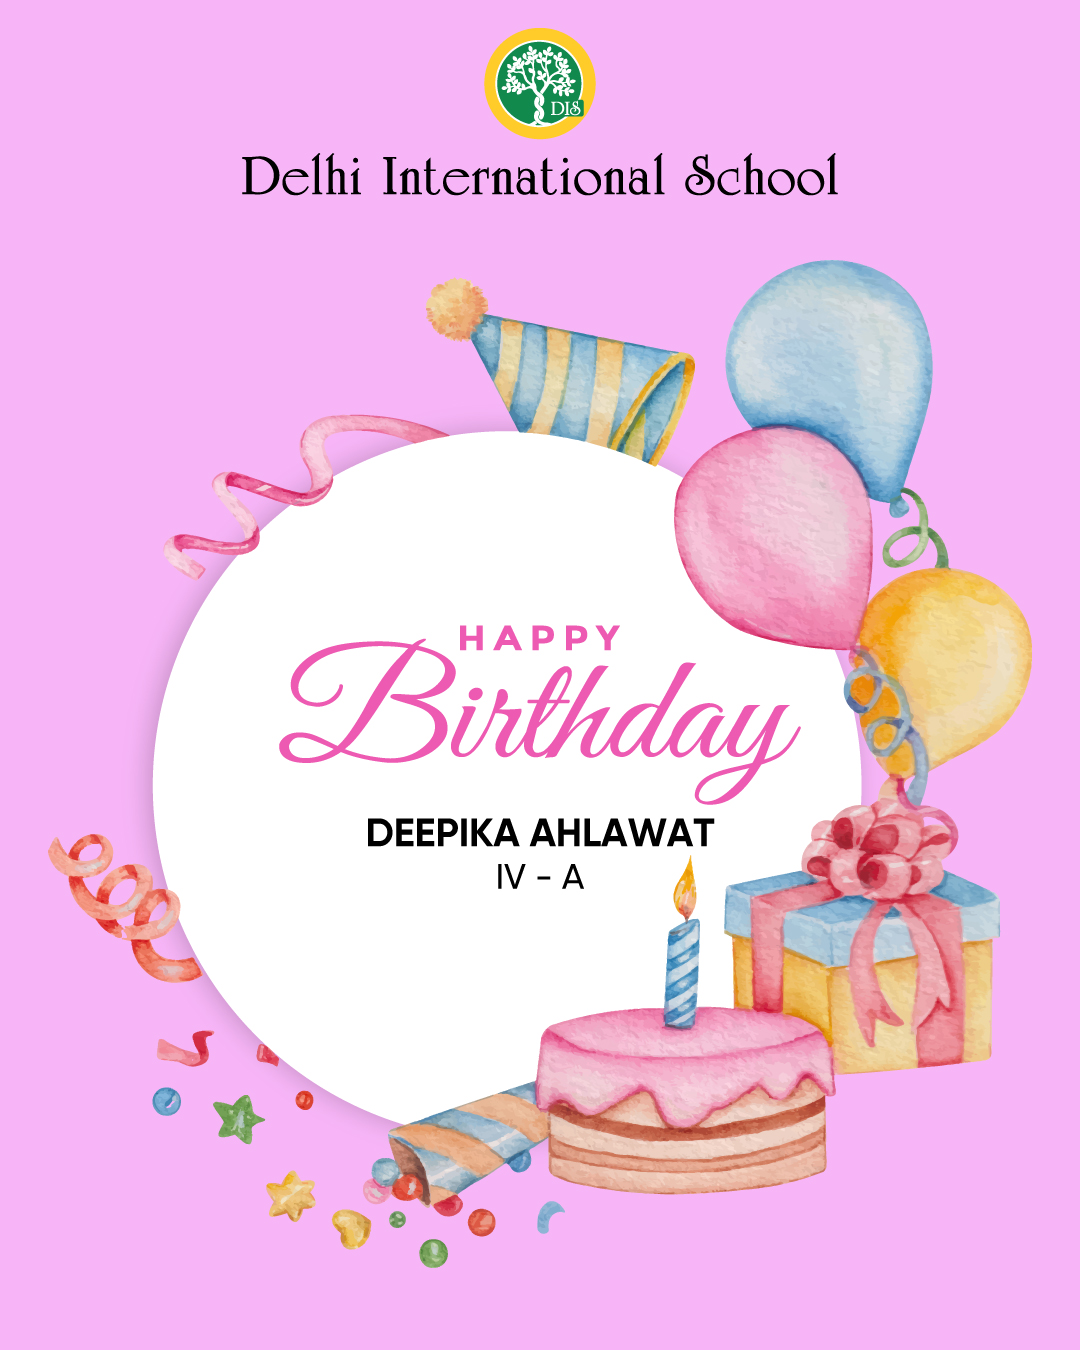 DIS
Delhi International School
HAPPY
Birthday
DEEPIKA AHLAWAT
IV - A